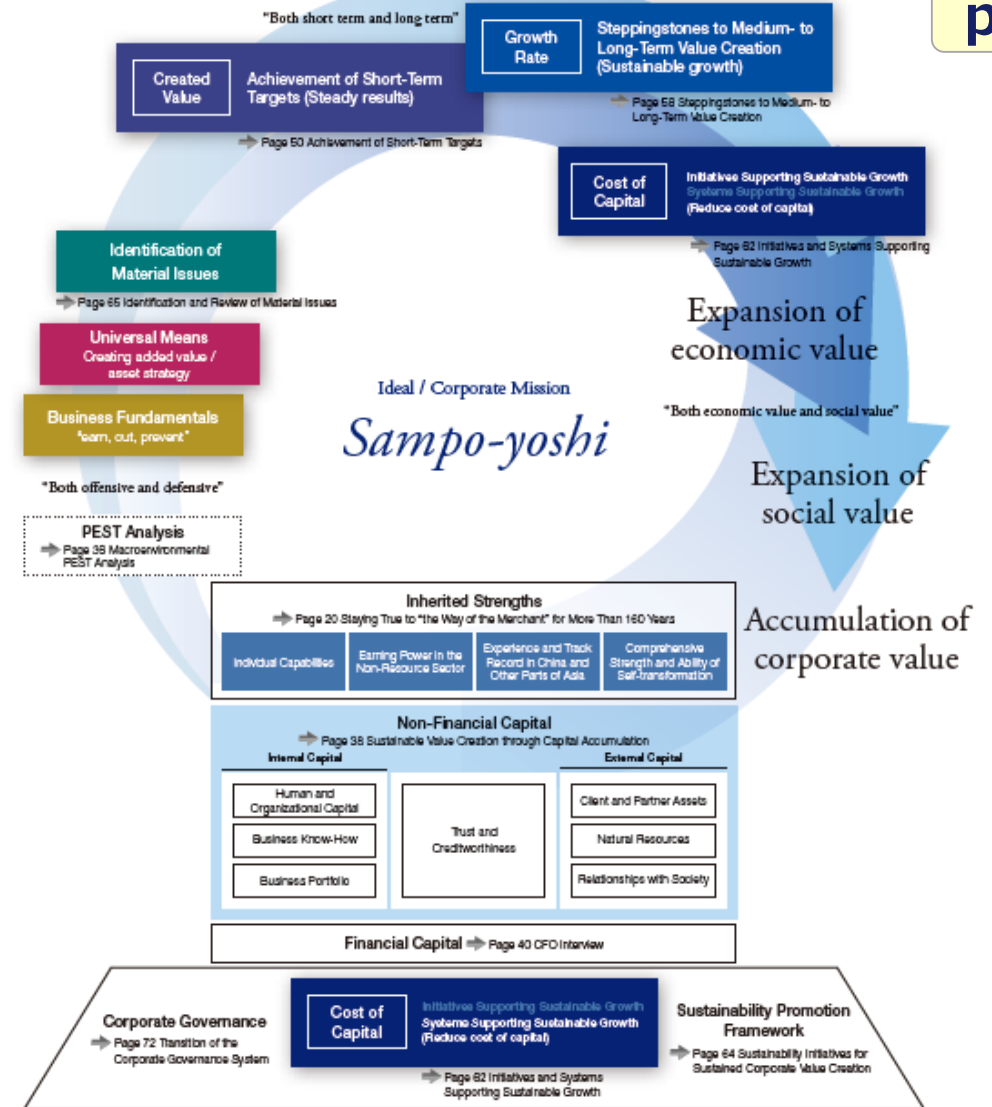 "Both short term and long term"
p
Growth
Rate
Steppingstones to Medium- to
Long-Term Value Creation
(Sustainable growth)
Created
Value
Achievement of Short-Term
Targets (Steady results)
Page 58 Steppingstones to Medium- to
Long-Term Value Creation
Page 50 Achievement of Short-Term Targets
Cost of
Capital
Initiatives Supporting Sustainable Growth
Systems Supporting Sustainable Growth
(Reduce cost of capital)
Page 62 Initiatives and Systems Supporting
Sustainable Growth
Identification of
Material Issues
Page 65 Identification and Review of Material Issues
Universal Means
Creating added value /
asset strategy
Business Fundamentals
"earn, cut, prevent"
"Both offensive and defensive"
PEST Analysis
Page 38 Macroenvironmental
PEST Analysis
Ideal / Corporate Mission
Sampo-yoshi
Expansion of
economic value
"Both economic value and social value"
Expansion of
social value
Accumulation of
corporate value
Inherited Strengths
Page 20 Staying True to "the Way of the Merchant" for More Than 160 Years
Individual Capabilities
Earning Power in the
Non-Resource Sector
Experience and Track
Record in China and
Other Parts of Asia
Comprehensive
Strength and Ability of
Self-transformation
Non-Financial Capital
Page 38 Sustainable Value Creation through Capital Accumulation
Internal Capital
External Capital
Human and
Organizational Capital
Business Know-How
Business Portfolio
Trust and
Creditworthiness
Client and Partner Assets
Natural Resources
Relationships with Society
Financial Capital Page 40 CFO Interview
Corporate Governance
Page 72 Transition of the
Corporate Governance System
Cost of
Capital
Initiatives Supporting Sustainable Growth
Systems Supporting Sustainable Growth
(Reduce cost of capital)
Page 62 Initiatives and Systems
Supporting Sustainable Growth
Sustainability Promotion
Framework
Page 64 Sustainability Initiatives for
Sustained Corporate Value Creation